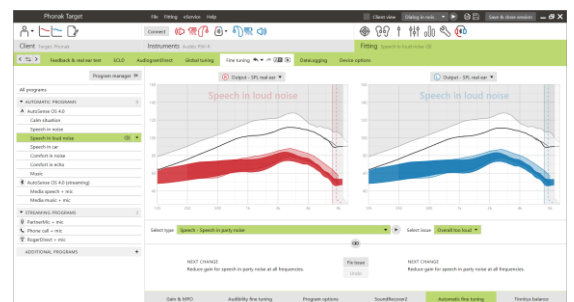 Phonak Target
File Fitting eService Help
Client view
Save & close session
Connect
Client Target, Phonak
Instruments
Fitting Speech in loud noise
Feedback & real ear test
AudiogramDirect
Global tuning
Fine tuning
DataLogging
Device options
Program manager
Output - SPL real ear
Output - SPL real ear
All programs
AUTOMATIC PROGRAMS
AutoSense OS 4.0
Calm situation
Speech in noise
Speech in loud noise
Speech in car
Comfort in noise
Comfort in echo
Music
AutoSense OS 4.0 (streaming)
Media speech + mic
Media music + mic
STREAMING PROGRAMS
PartnerMic + mic
Phone call + mic
RogerDirect + mic
ADDITIONAL PROGRAMS
Speech in loud noise
Speech in loud noise
Select type Speech - Speech in party noise
Select issue Overall too loud
NEXT CHANGE
Reduce gain for speech in party noise at all frequencies.
Fix issue
Undo
NEXT CHANGE
Reduce gain for speech in party noise at all frequencies.
Gain & MPO
Audibility fine tuning
Program options
SoundRecover2
Automatic fine tuning
Tinnitus balance